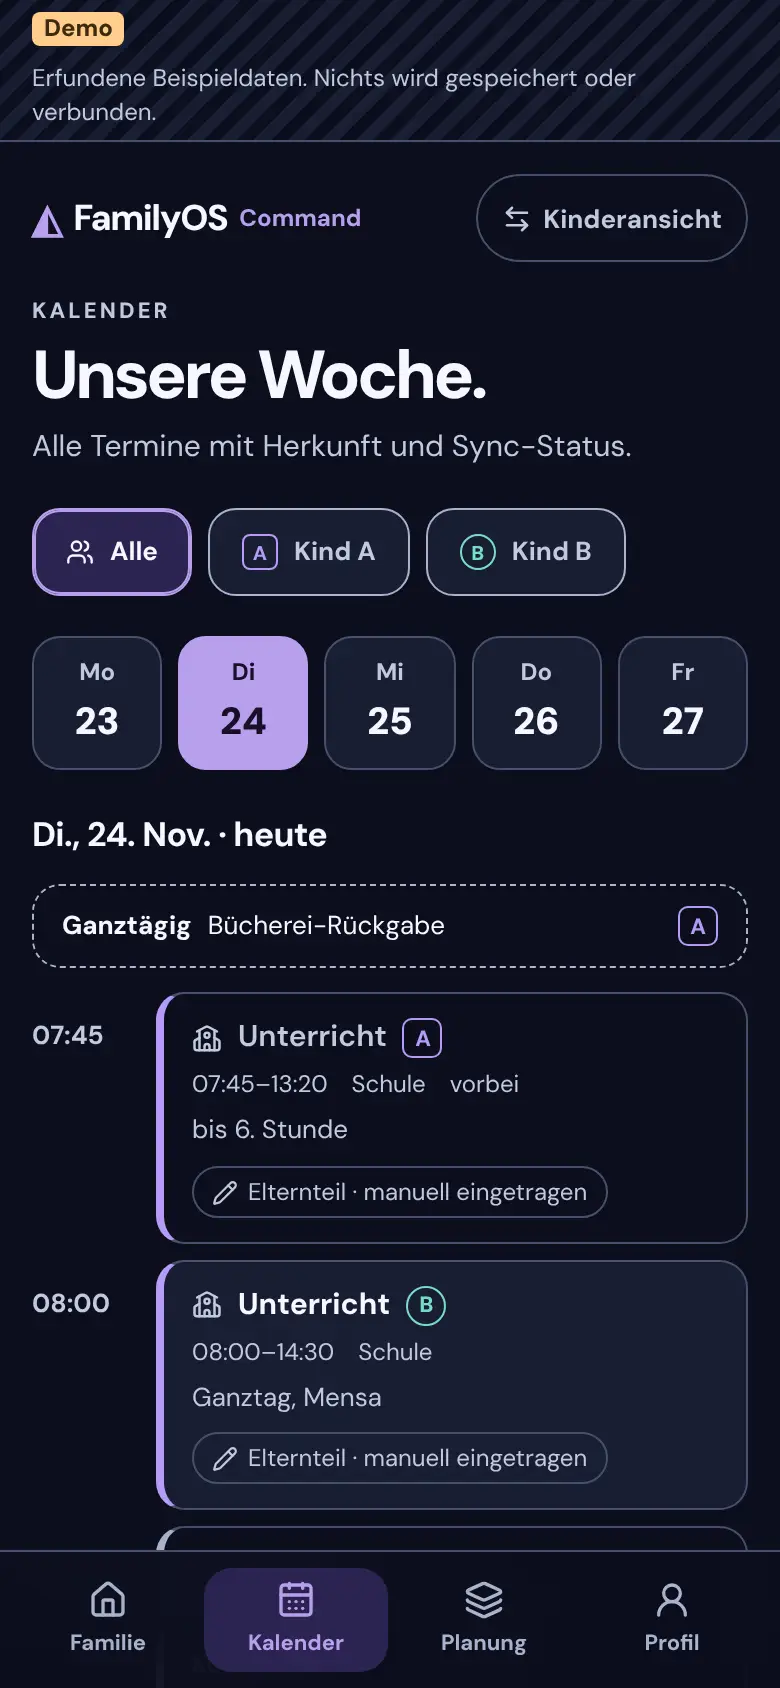 Demo
Erfundene Beispieldaten. Nichts wird gespeichert oder
verbunden.
FamilyOS Command
Kinderansicht
KALENDER
Unsere Woche.
Alle Termine mit Herkunft und Sync-Status.
Alle
A Kind A
B Kind B
Mo Di Mi Do Fr
23 24 25 26 27
Di., 24. Nov. · heute
Ganztägig Bücherei-Rückgabe A
07:45 Unterricht A
07:45–13:20 Schule vorbei
bis 6. Stunde
Elternteil · manuell eingetragen
08:00 Unterricht B
08:00–14:30 Schule
Ganztag, Mensa
Elternteil · manuell eingetragen
Familie Kalender Planung Profil